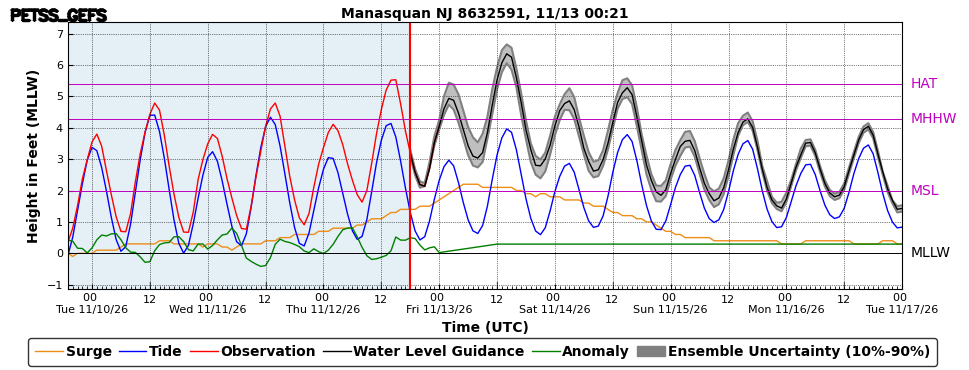 PETSS_GEFS
Manasquan NJ 8632591, 11/13 00:21
Height in Feet (MLLW)
7
6
5
4
3
2
1
0
−1
HAT
MHHW
MSL
MLLW
00 12 00 12 00 12 00 12 00 12 00 12 00 12 00
Tue 11/10/26 Wed 11/11/26 Thu 11/12/26 Fri 11/13/26 Sat 11/14/26 Sun 11/15/26 Mon 11/16/26 Tue 11/17/26
Time (UTC)
Surge Tide Observation Water Level Guidance Anomaly Ensemble Uncertainty (10%-90%)